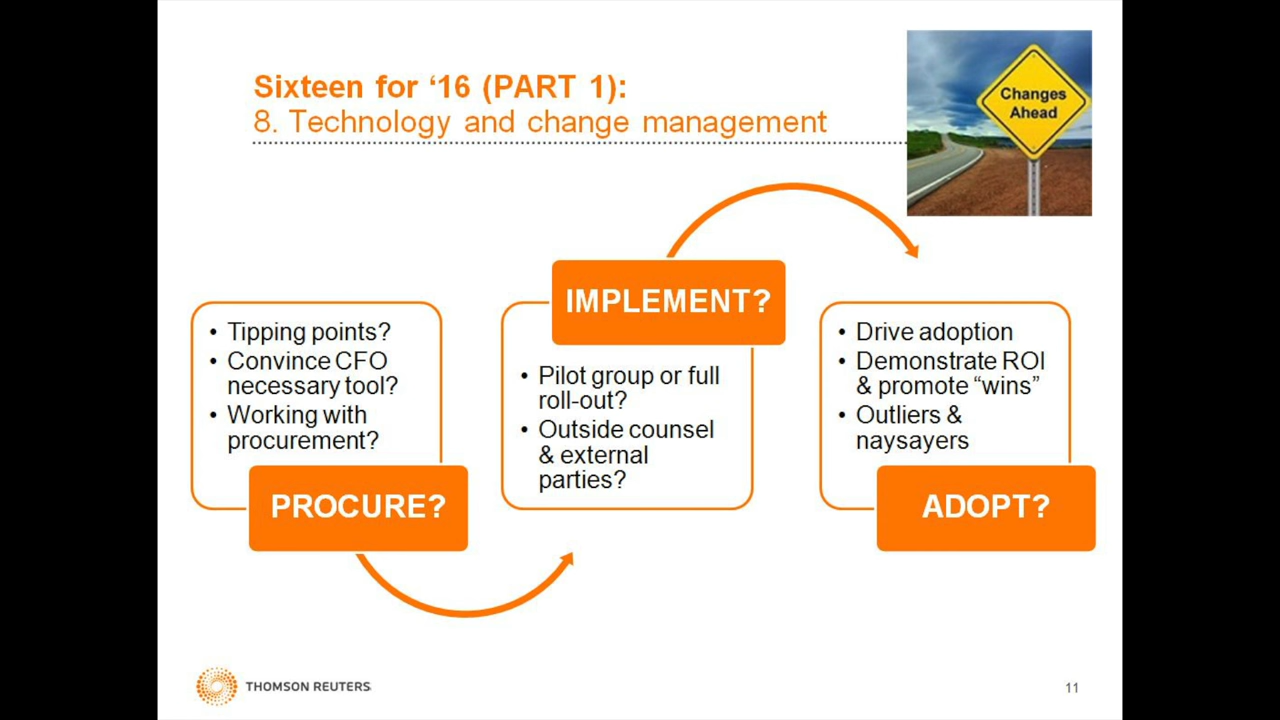 Sixteen for ‘16 (PART 1):
8. Technology and change management
Changes
Ahead
• Tipping points?
• Convince CFO
necessary tool?
• Working with
procurement?
PROCURE?
IMPLEMENT?
• Pilot group or full
roll-out?
• Outside counsel
& external
parties?
• Drive adoption
• Demonstrate ROI
& promote “wins”
• Outliers &
naysayers
ADOPT?
THOMSON REUTERS
11